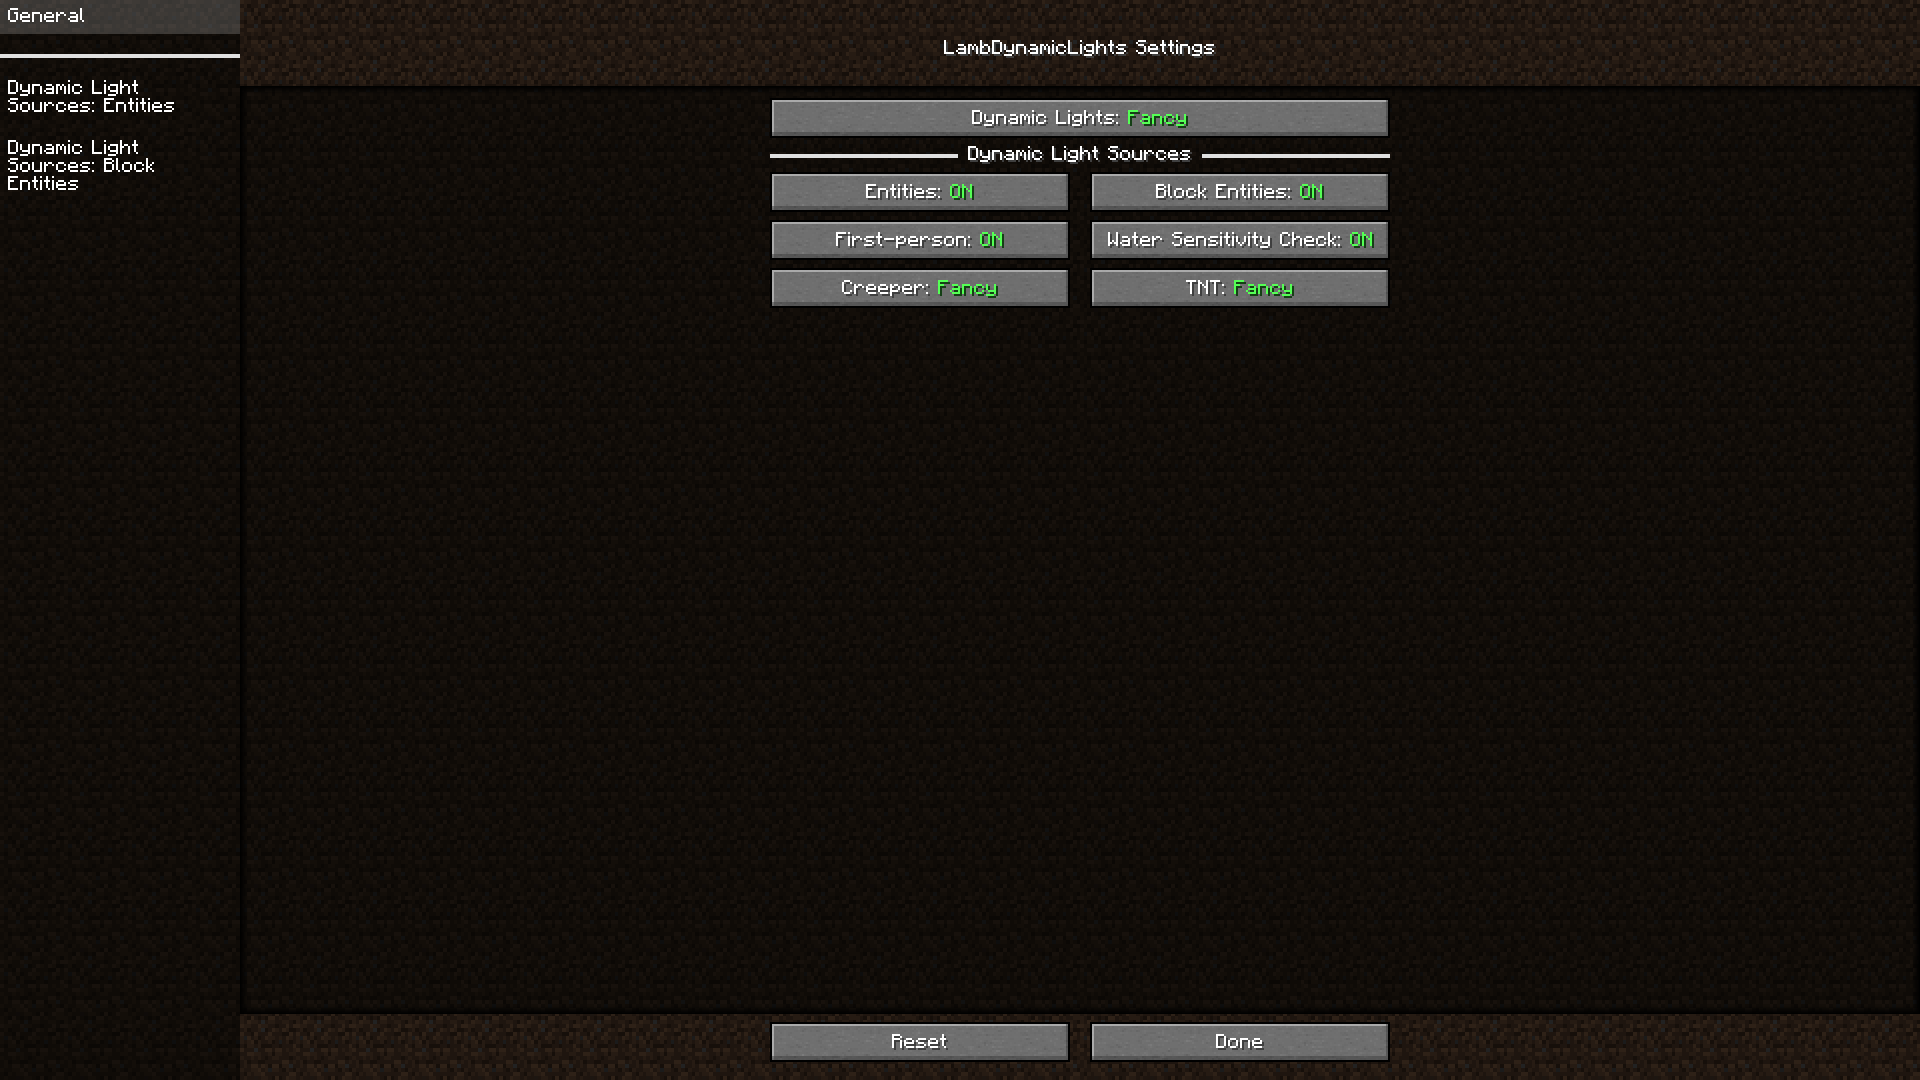 General
Dynamic Light
Sources: Entities
Dynamic Light
Sources: Block
Entities
LambDynamicLights Settings
Dynamic Lights: Fancy
Dynamic Light Sources
Entities: ON
Block Entities: ON
First-person: ON
Water Sensitivity Check: ON
Creeper: Fancy
TNT: Fancy
Reset
Done